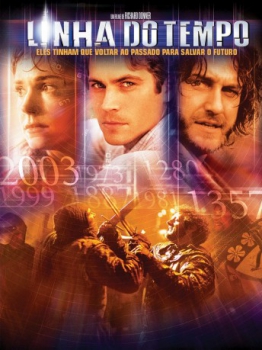 UM FILME DE RICHARD DONNER
LINHA DO TEMPO
ELES TINHAM QUE VOLTAR AO PASSADO PARA SALVAR O FUTURO
2003
1999
1357